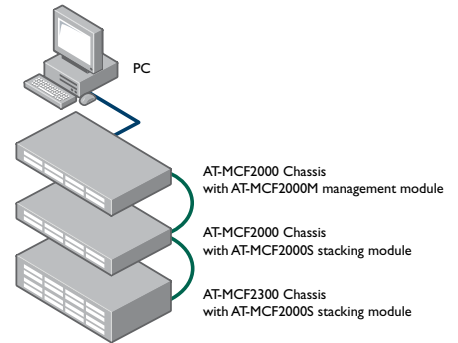 PC
AT-MCF2000 Chassis
with AT-MCF2000M management module
AT-MCF2000 Chassis
with AT-MCF2000S stacking module
AT-MCF2300 Chassis
with AT-MCF2000S stacking module